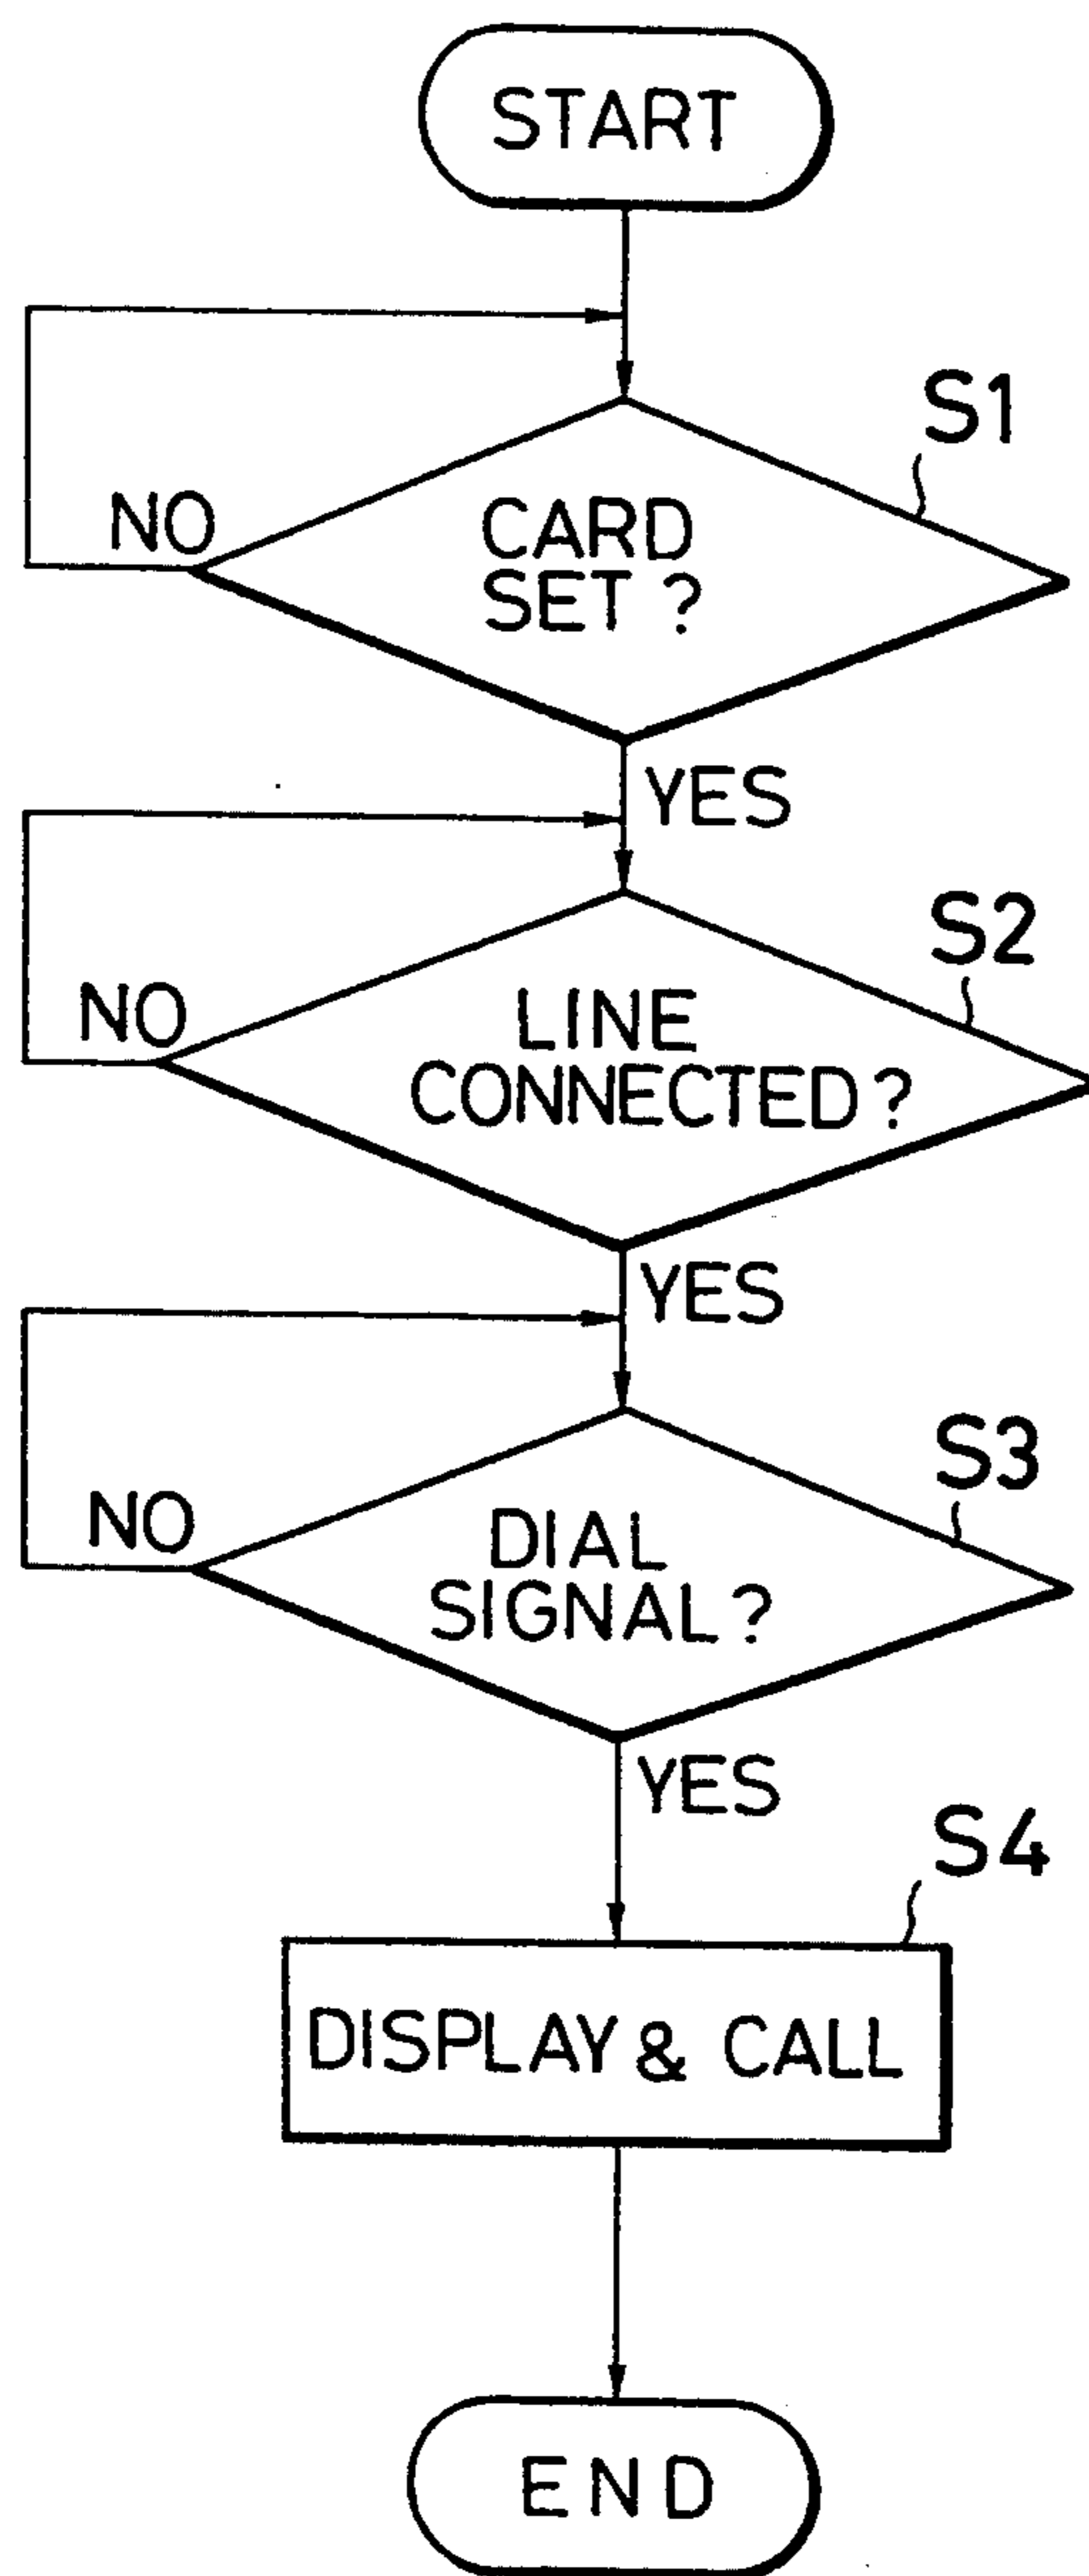 START
S1
NO
CARD
SET ?
YES
S2
NO
LINE
CONNECTED ?
YES
S3
NO
DIAL
SIGNAL ?
YES
S4
DISPLAY & CALL
END